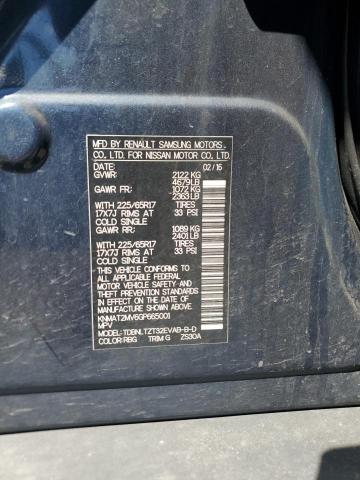 MFD BY RENAULT SAMSUNG MOTORS
CO., LTD. FOR NISSAN MOTOR CO., LTD.
DATE: 02/16
GVWR: 2122 KG
4679 LB
GAWR FR: 1072 KG
2363 LB
WITH 225/65R17 TIRES
17X7J RIMS AT 33 PSI
COLD SINGLE
GAWR RR: 1089 KG
2401 LB
WITH 225/65R17 TIRES
17X7J RIMS AT 33 PSI
COLD SINGLE
THIS VEHICLE CONFORMS TO
ALL APPLICABLE FEDERAL MOTOR
VEHICLE SAFETY, BUMPER, AND
THEFT PREVENTION STANDARDS
IN EFFECT ON THE DATE OF
MANUFACTURE SHOWN ABOVE
KNMAT2MV6GP665001
MPV
MODEL: TDBNLTZT32EVAB-B-D
COLOR: RBG TRIM G ZS30A